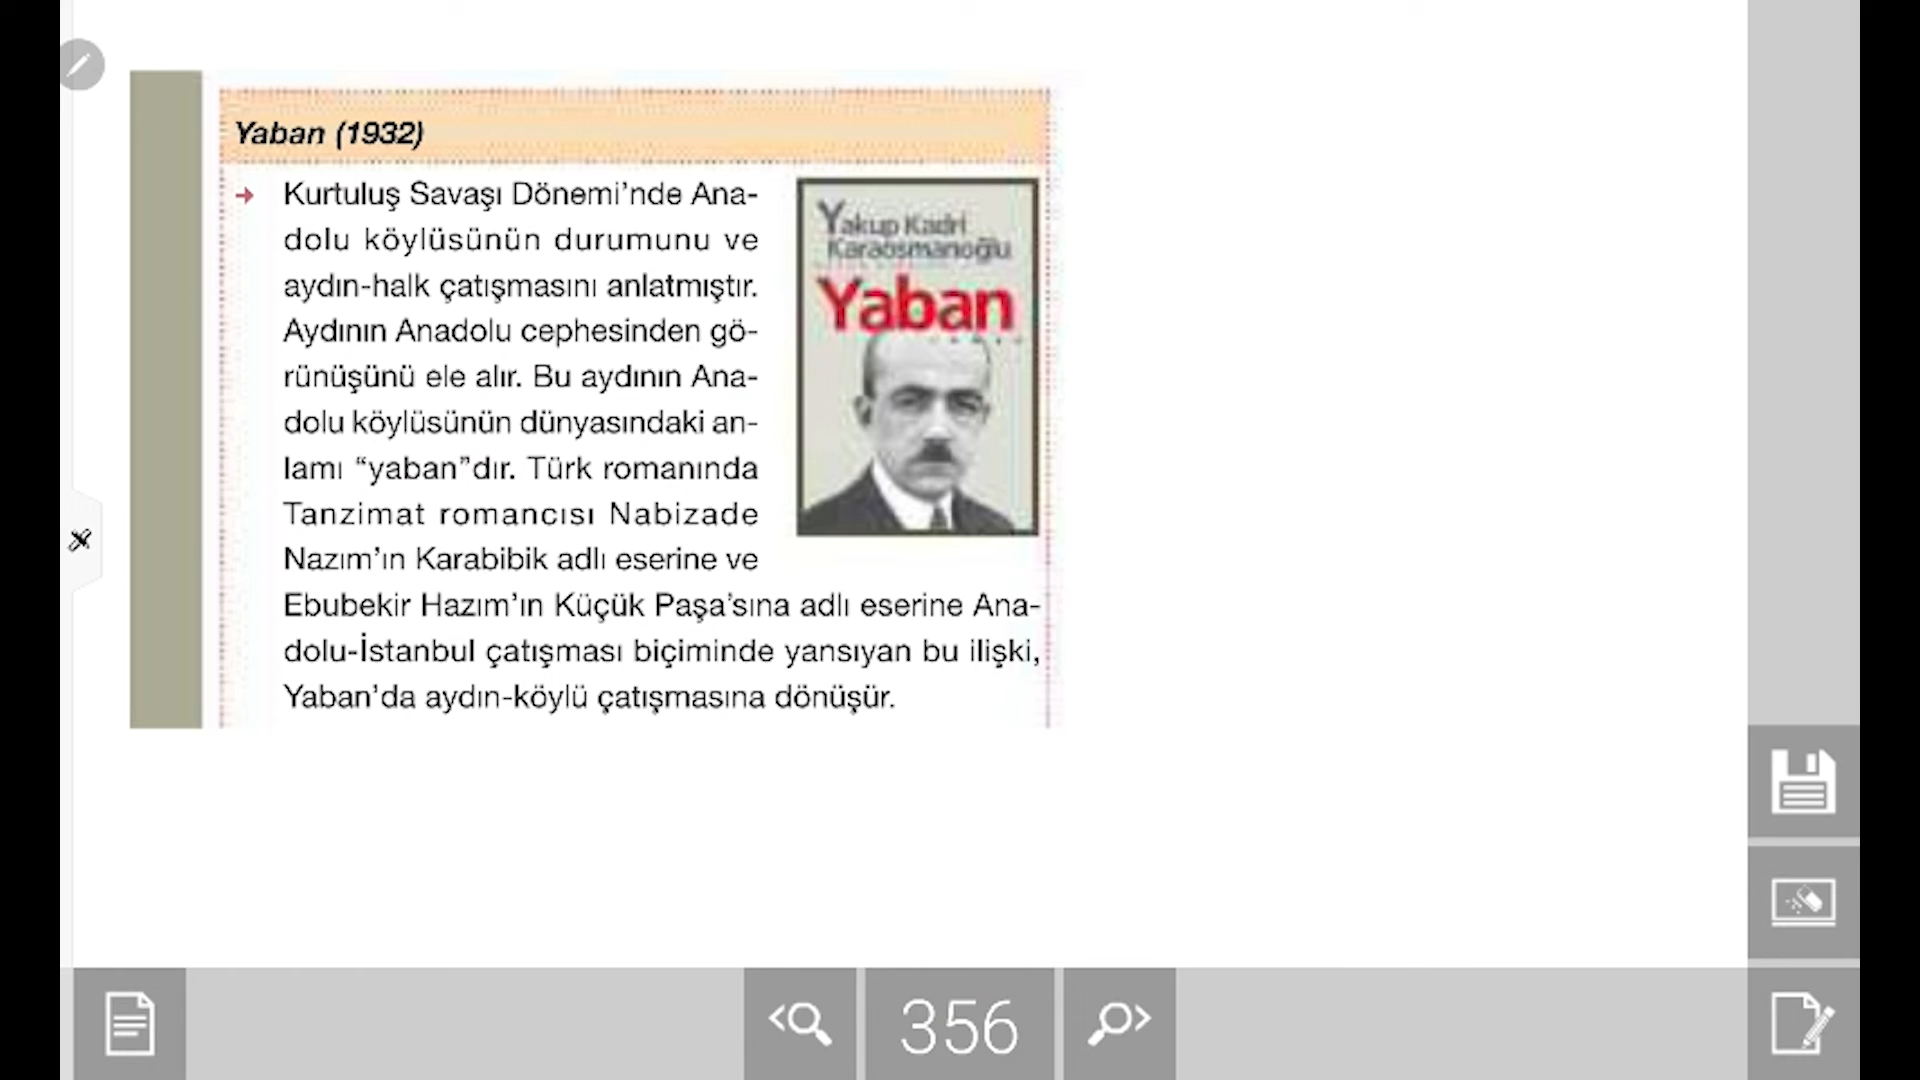 Yaban (1932)
→ Kurtuluş Savaşı Dönemi'nde Ana-
dolu köylüsünün durumunu ve
aydın-halk çatışmasını anlatmıştır.
Aydının Anadolu cephesinden gö-
rünüşünü ele alır. Bu aydının Ana-
dolu köylüsünün dünyasındaki an-
lamı “yaban”dır. Türk romanında
Tanzimat romancısı Nabizade
Nazım'ın Karabibik adlı eserine ve
Ebubekir Hazım'ın Küçük Paşa'sına adlı eserine Ana-
dolu-İstanbul çatışması biçiminde yansıyan bu ilişki,
Yaban'da aydın-köylü çatışmasına dönüşür.
Yakup Kadri
Karaosmanoğlu
Yaban
356